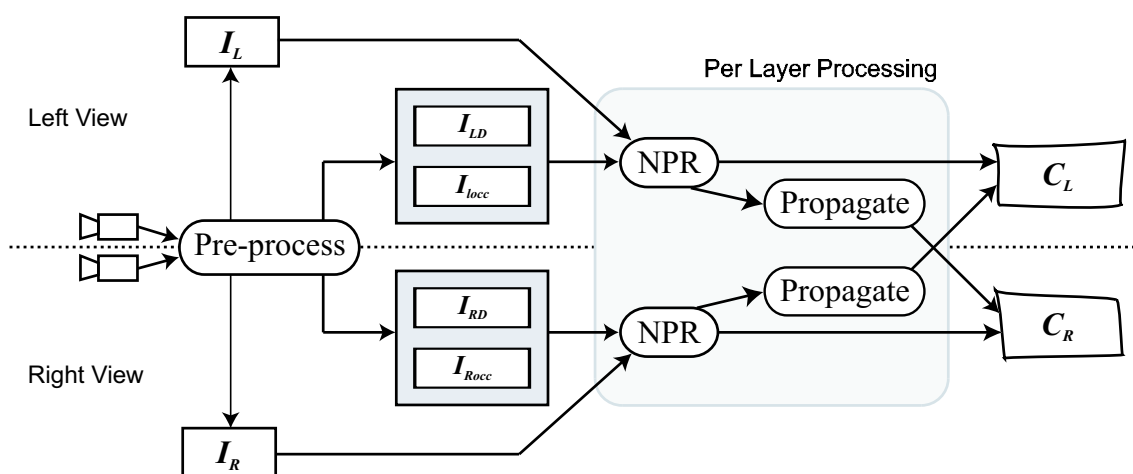 I_L
Per Layer Processing
Left View
I_LD
NPR
I_locc
C_L
Propagate
Pre-process
Propagate
I_RD
NPR
C_R
I_Rocc
Right View
I_R